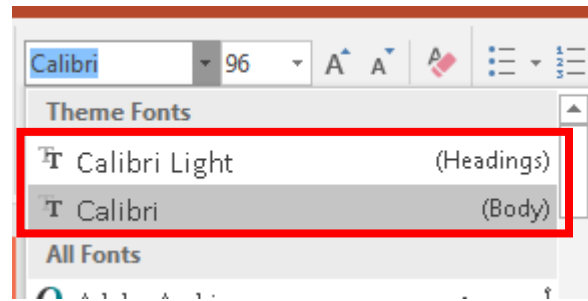 Calibri 96 A A
Theme Fonts
Calibri Light (Headings)
Calibri (Body)
All Fonts